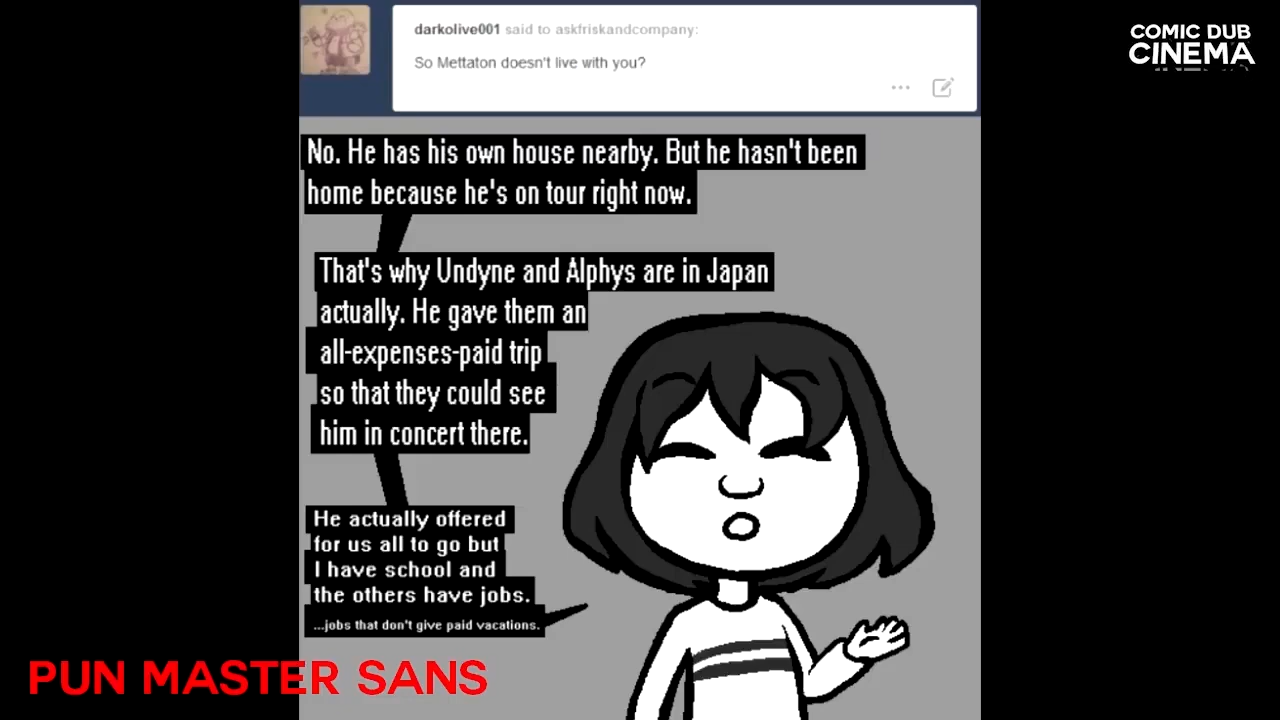 darkolive001 said to askfriskandcompany:
So Mettaton doesn't live with you?
COMIC DUB
CINEMA
No. He has his own house nearby. But he hasn't been
home because he's on tour right now.
That's why Undyne and Alphys are in Japan
actually. He gave them an
all-expenses-paid trip
so that they could see
him in concert there.
He actually offered
for us all to go but
I have school and
the others have jobs.
...jobs that don't give paid vacations.
PUN MASTER SANS